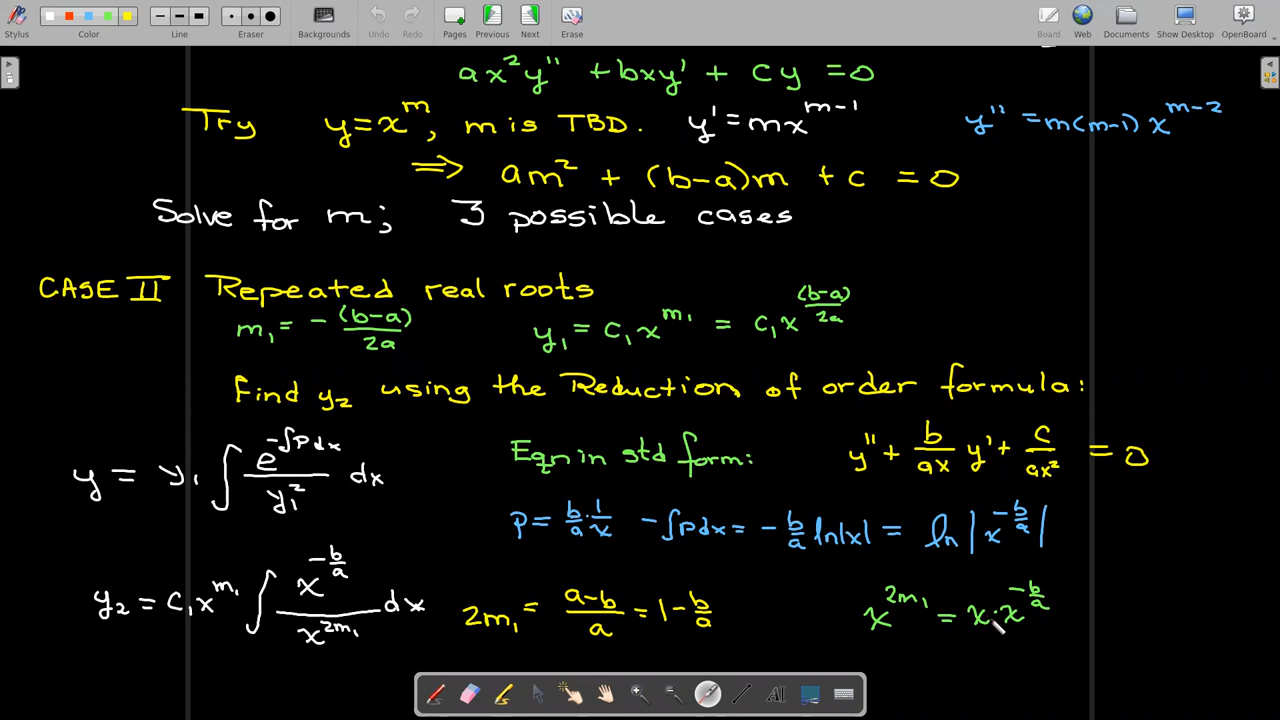 Stylus Color Line Eraser Backgrounds Undo Redo Pages Previous Next Erase Board Web Documents Show Desktop OpenBoard
ax²y'' + bxy' + cy = 0
Try y = x^m, m is TBD. y' = mx^(m-1) y'' = m(m-1) x^(m-2)
⟹ am² + (b-a)m + c = 0
Solve for m; 3 possible cases
CASE II Repeated real roots
m₁ = -(b-a)/2a y₁ = c₁x^(m₁) = c₁x^((b-a)/2a)
Find y₂ using the Reduction of order formula:
y = y₁ ∫ e^(-∫Pdx)/y₁² dx Eqn in std form: y'' + b/ax y' + c/ax² = 0
P = b/a · 1/x -∫Pdx = -b/a ln|x| = ln|x^(-b/a)|
y₂ = c₁x^(m₁) ∫ x^(-b/a)/x^(2m₁) dx 2m₁ = (a-b)/a = 1 - b/a x^(2m₁) = x·x^(-b/a)
AI